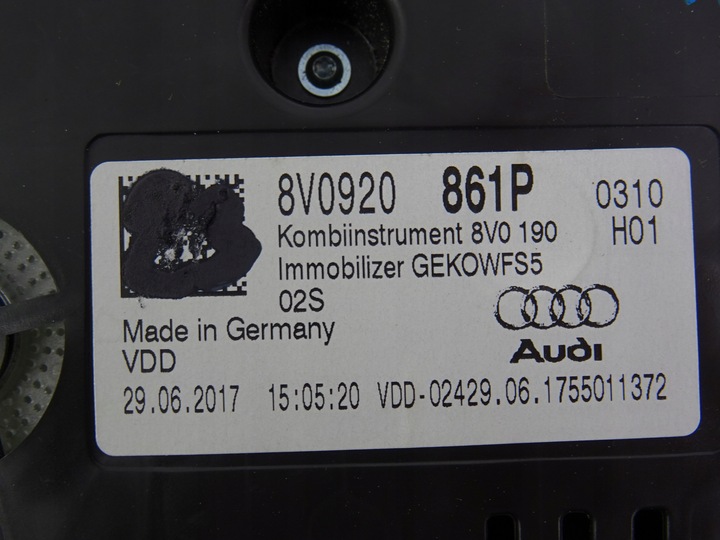 8V0920 861P 0310
Kombiinstrument 8V0 190 H01
Immobilizer GEKOWFS5
02S
Audi
Made in Germany
VDD
29.06.2017 15:05:20 VDD-02429.06.1755011372